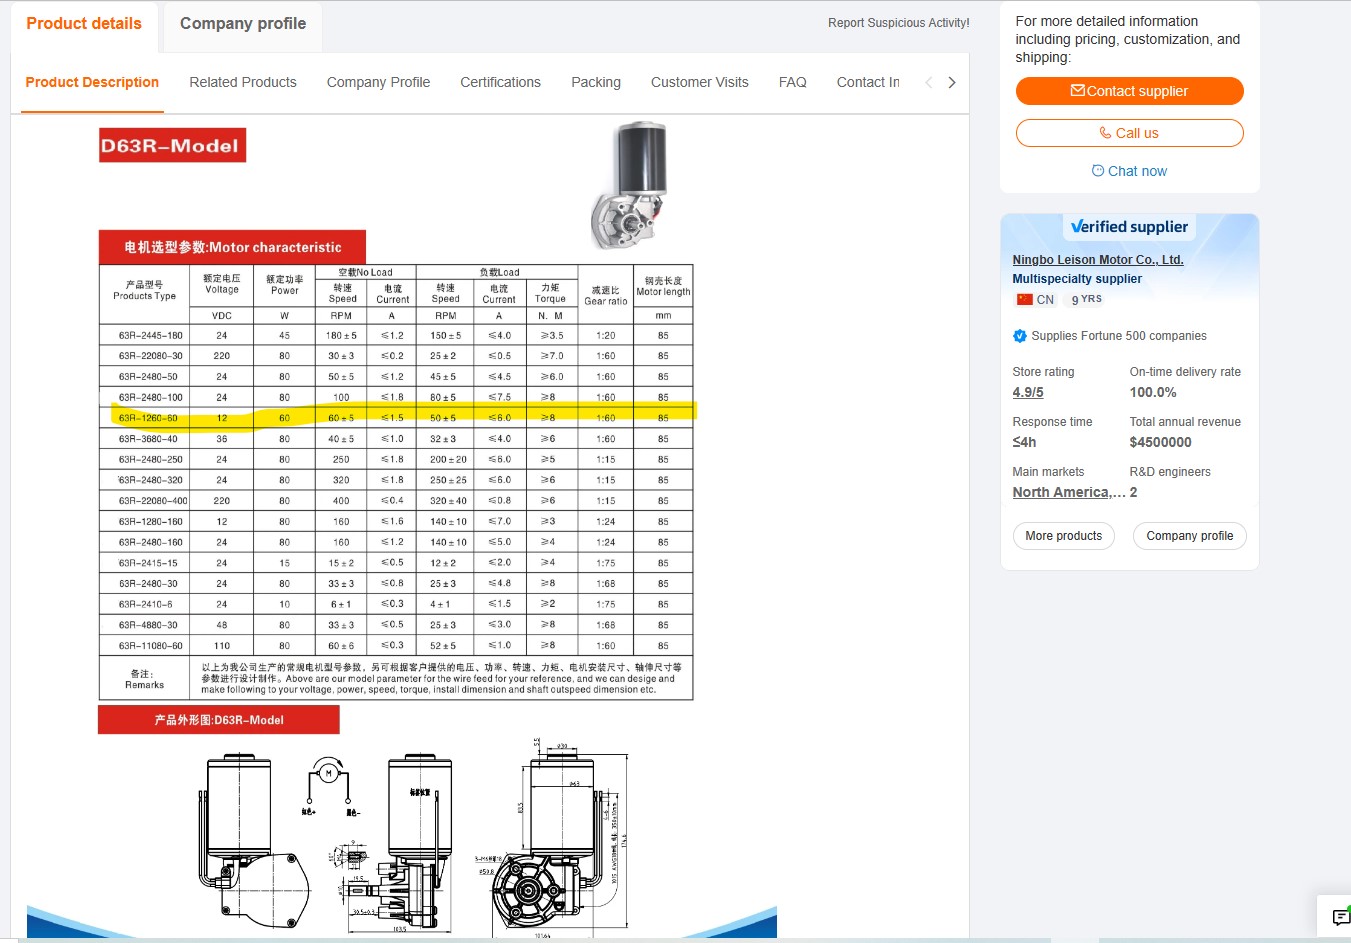 Product details
Company profile
Report Suspicious Activity!
Product Description
Related Products
Company Profile
Certifications
Packing
Customer Visits
FAQ
Contact In
D63R-Model
电机选型参数:Motor characteristic
产品型号 Products Type
额定电压 Voltage
额定功率 Power
空载No Load
负载Load
减速比 Gear ratio
钢壳长度 Motor length
转速 Speed
电流 Current
转速 Speed
电流 Current
力矩 Torque
VDC W RPM A RPM A N. M mm
63R-2445-180 24 45 180±5 ≤1.2 150±5 ≤4.0 ≥3.5 1:20 85
63R-22080-30 220 80 30±3 ≤0.2 25±2 ≤0.5 ≥7.0 1:60 85
63R-2480-50 24 80 50±5 ≤1.2 45±5 ≤4.5 ≥6.0 1:60 85
63R-2480-100 24 80 100 ≤1.8 80±5 ≤7.5 ≥8 1:60 85
63R-1260-60 12 60 60±5 ≤1.5 50±5 ≤6.0 ≥8 1:60 85
63R-3680-40 36 80 40±5 ≤1.0 32±3 ≤4.0 ≥6 1:60 85
63R-2480-250 24 80 250 ≤1.8 200±20 ≤6.0 ≥5 1:15 85
63R-2480-320 24 80 320 ≤1.8 250±25 ≤6.0 ≥6 1:15 85
63R-22080-400 220 80 400 ≤0.4 320±40 ≤0.8 ≥6 1:15 85
63R-1280-160 12 80 160 ≤1.6 140±10 ≤7.0 ≥3 1:24 85
63R-2480-160 24 80 160 ≤1.2 140±10 ≤5.0 ≥4 1:24 85
63R-2415-15 24 15 15±2 ≤0.5 12±2 ≤2.0 ≥4 1:75 85
63R-2480-30 24 80 33±3 ≤0.8 25±3 ≤4.8 ≥8 1:68 85
63R-2410-6 24 10 6±1 ≤0.3 4±1 ≤1.5 ≥2 1:75 85
63R-4880-30 48 80 33±3 ≤0.5 25±3 ≤3.0 ≥8 1:68 85
63R-11080-60 110 80 60±6 ≤0.3 52±5 ≤1.0 ≥8 1:60 85
备注:
Remarks
以上为我公司生产的常规电机型号参数，另可根据客户提供的电压、功率、转速、力矩、电机安装尺寸、轴伸尺寸等
参数进行设计制作。Above are our model parameter for the wire feed for your reference, and we can desige and
make following to your voltage, power, speed, torque, install dimension and shaft outspeed dimension etc.
产品外形图:D63R-Model
M
5.5
ø30
ø63
103.5
For more detailed information
including pricing, customization, and
shipping:
Contact supplier
Call us
Chat now
Verified supplier
Ningbo Leison Motor Co., Ltd.
Multispecialty supplier
CN 9 YRS
Supplies Fortune 500 companies
Store rating
4.9/5
On-time delivery rate
100.0%
Response time
≤4h
Total annual revenue
$4500000
Main markets
North America,...
R&D engineers
2
More products
Company profile